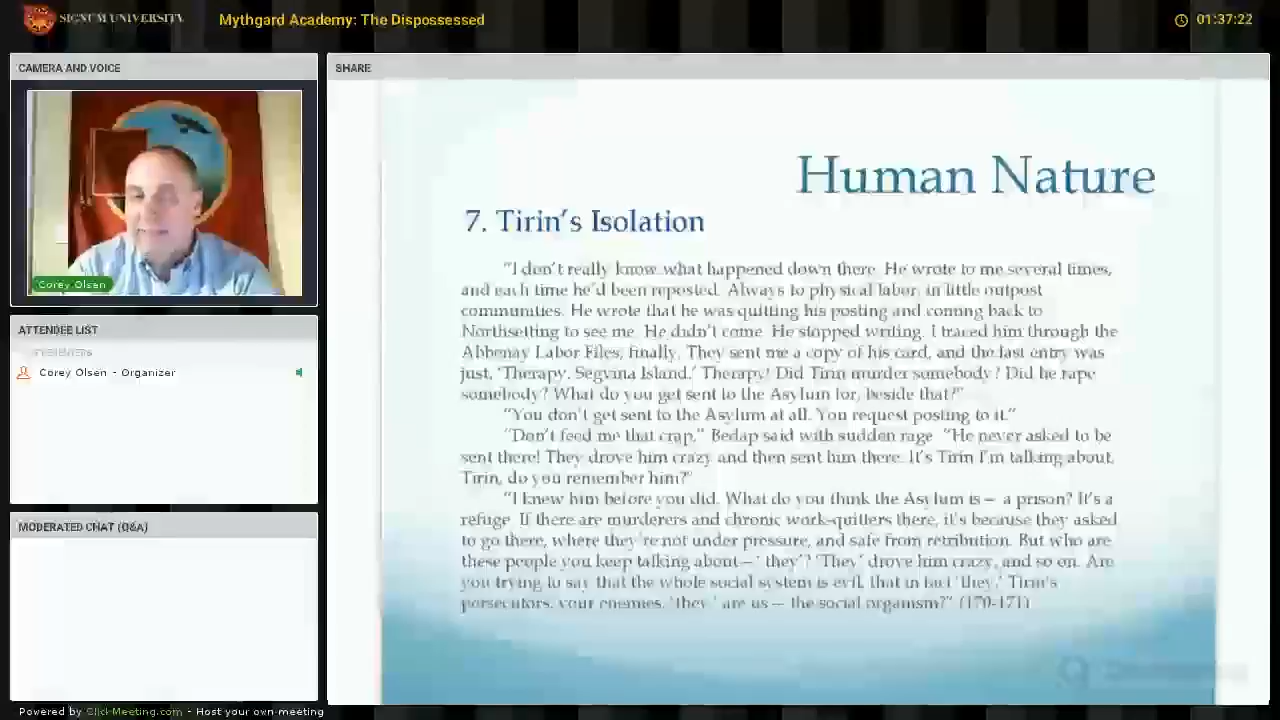 SIGNUM UNIVERSITY
Mythgard Academy: The Dispossessed
01:37:22
CAMERA AND VOICE
Corey Olsen
ATTENDEE LIST
PRESENTERS
Corey Olsen - Organizer
MODERATED CHAT (Q&A)
SHARE
Human Nature
7. Tirin's Isolation
"I don't really know what happened down there. He wrote to me several times,
and each time he'd been reposted. Always to physical labor, in little outpost
communities. He wrote that he was quitting his posting and coming back to
Northsetting to see me. He didn't come. He stopped writing. I traced him through the
Abbenay Labor Files, finally. They sent me a copy of his card, and the last entry was
just, 'Therapy. Segvina Island.' Therapy! Did Tirin murder somebody? Did he rape
somebody? What do you get sent to the Asylum for, beside that?"
"You don't get sent to the Asylum at all. You request posting to it."
"Don't feed me that crap," Bedap said with sudden rage. "He never asked to be
sent there! They drove him crazy and then sent him there. It's Tirin I'm talking about,
Tirin, do you remember him?"
"I knew him before you did. What do you think the Asylum is — a prison? It's a
refuge. If there are murderers and chronic work-quitters there, it's because they asked
to go there, where they're not under pressure, and safe from retribution. But who are
these people you keep talking about — 'they'? 'They' drove him crazy, and so on. Are
you trying to say that the whole social system is evil, that in fact 'they,' Tirin's
persecutors, your enemies, 'they,' are us — the social organism?" (170-171)
Powered by ClickMeeting.com - Host your own-meeting